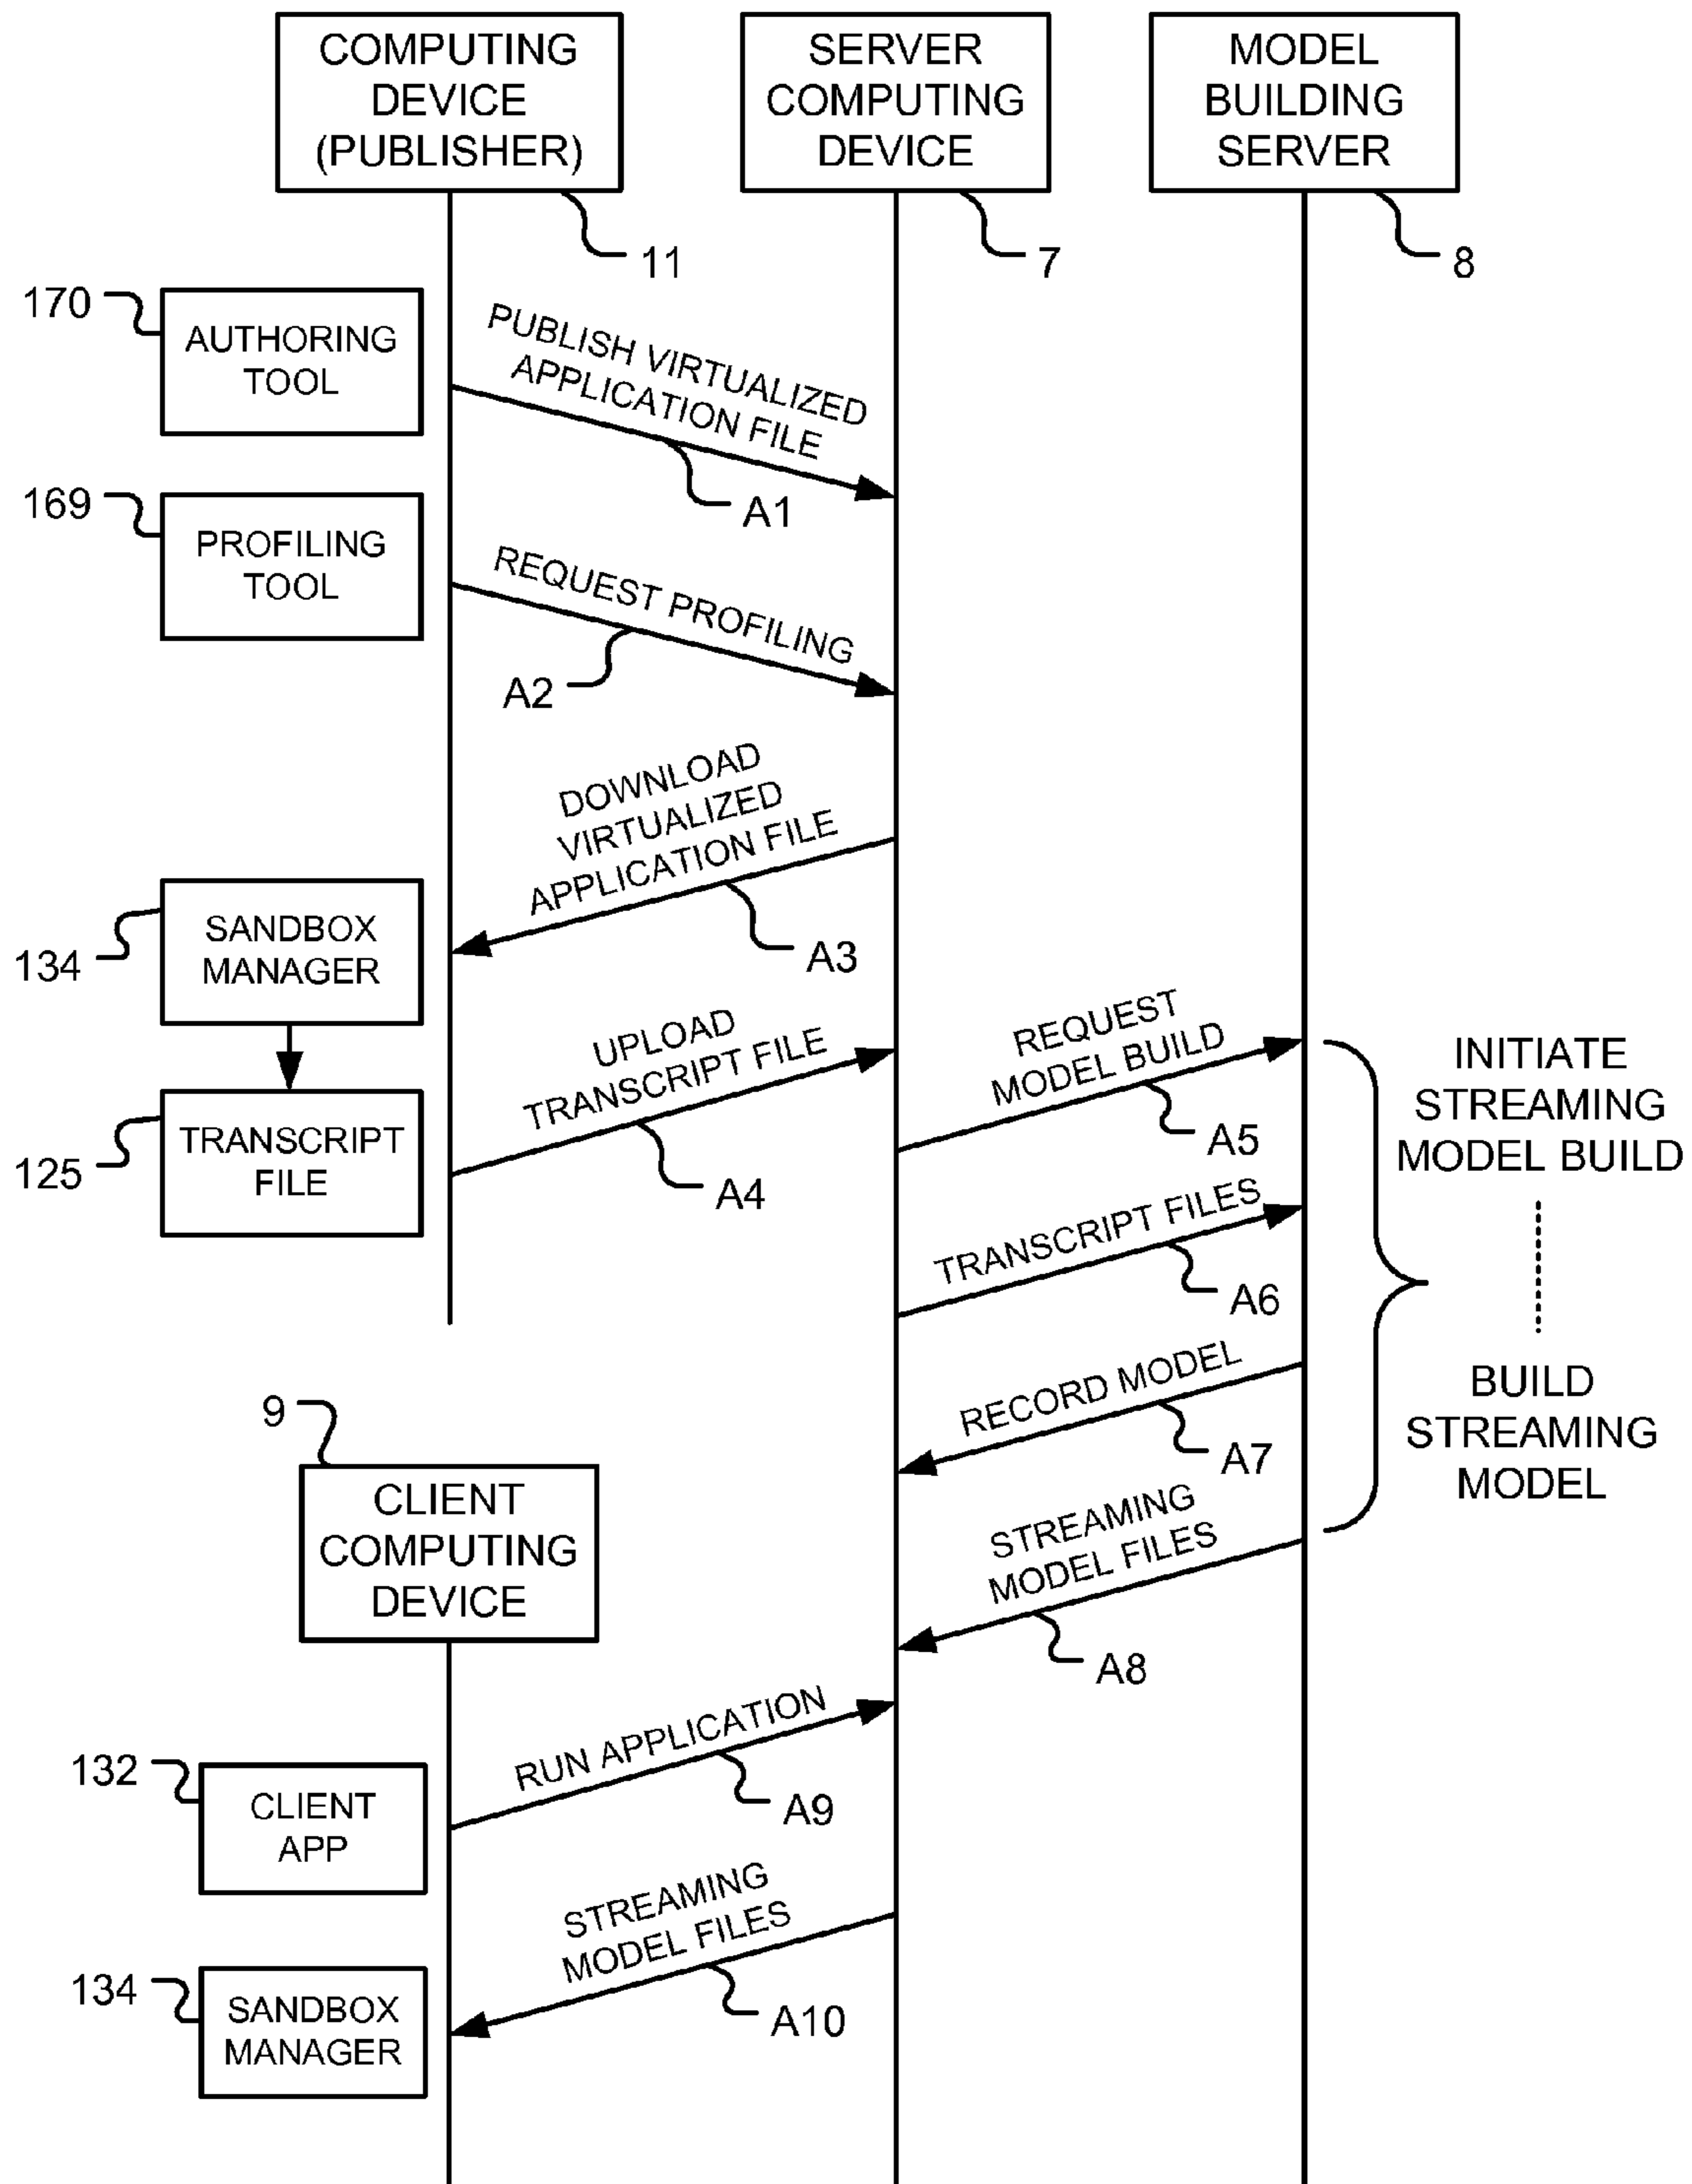 COMPUTING
DEVICE
(PUBLISHER)
SERVER
COMPUTING
DEVICE
MODEL
BUILDING
SERVER
11
7
8
170
AUTHORING
TOOL
PUBLISH VIRTUALIZED
APPLICATION FILE
A1
169
PROFILING
TOOL
REQUEST PROFILING
A2
DOWNLOAD
VIRTUALIZED
APPLICATION FILE
A3
134
SANDBOX
MANAGER
UPLOAD
TRANSCRIPT FILE
A4
125
TRANSCRIPT
FILE
REQUEST
MODEL BUILD
A5
INITIATE
STREAMING
MODEL BUILD
TRANSCRIPT FILES
A6
RECORD MODEL
A7
BUILD
STREAMING
MODEL
9
CLIENT
COMPUTING
DEVICE
STREAMING
MODEL FILES
A8
RUN APPLICATION
A9
132
CLIENT
APP
STREAMING
MODEL FILES
A10
134
SANDBOX
MANAGER